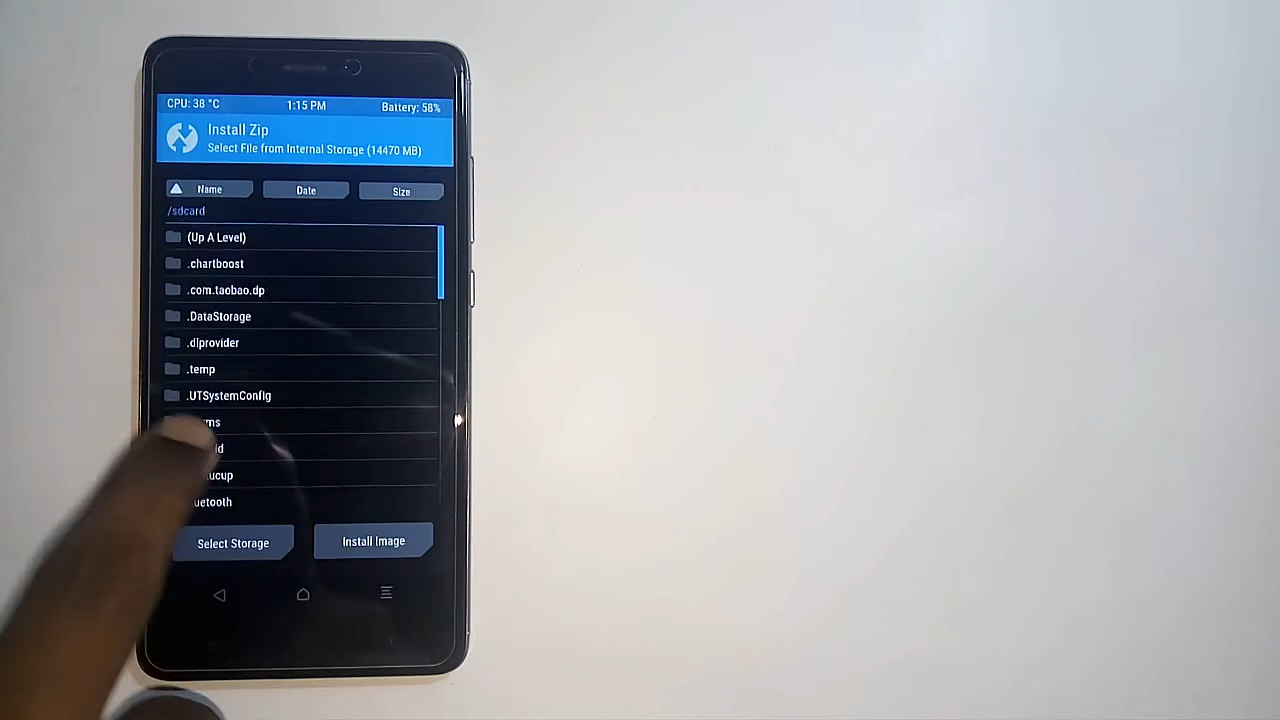 CPU: 38 °C 1:15 PM Battery: 58%
Install Zip
Select File from Internal Storage (14470 MB)
Name Date Size
/sdcard
(Up A Level)
.chartboost
.com.taobao.dp
.DataStorage
.dlprovider
.temp
.UTSystemConfig
Select Storage Install Image